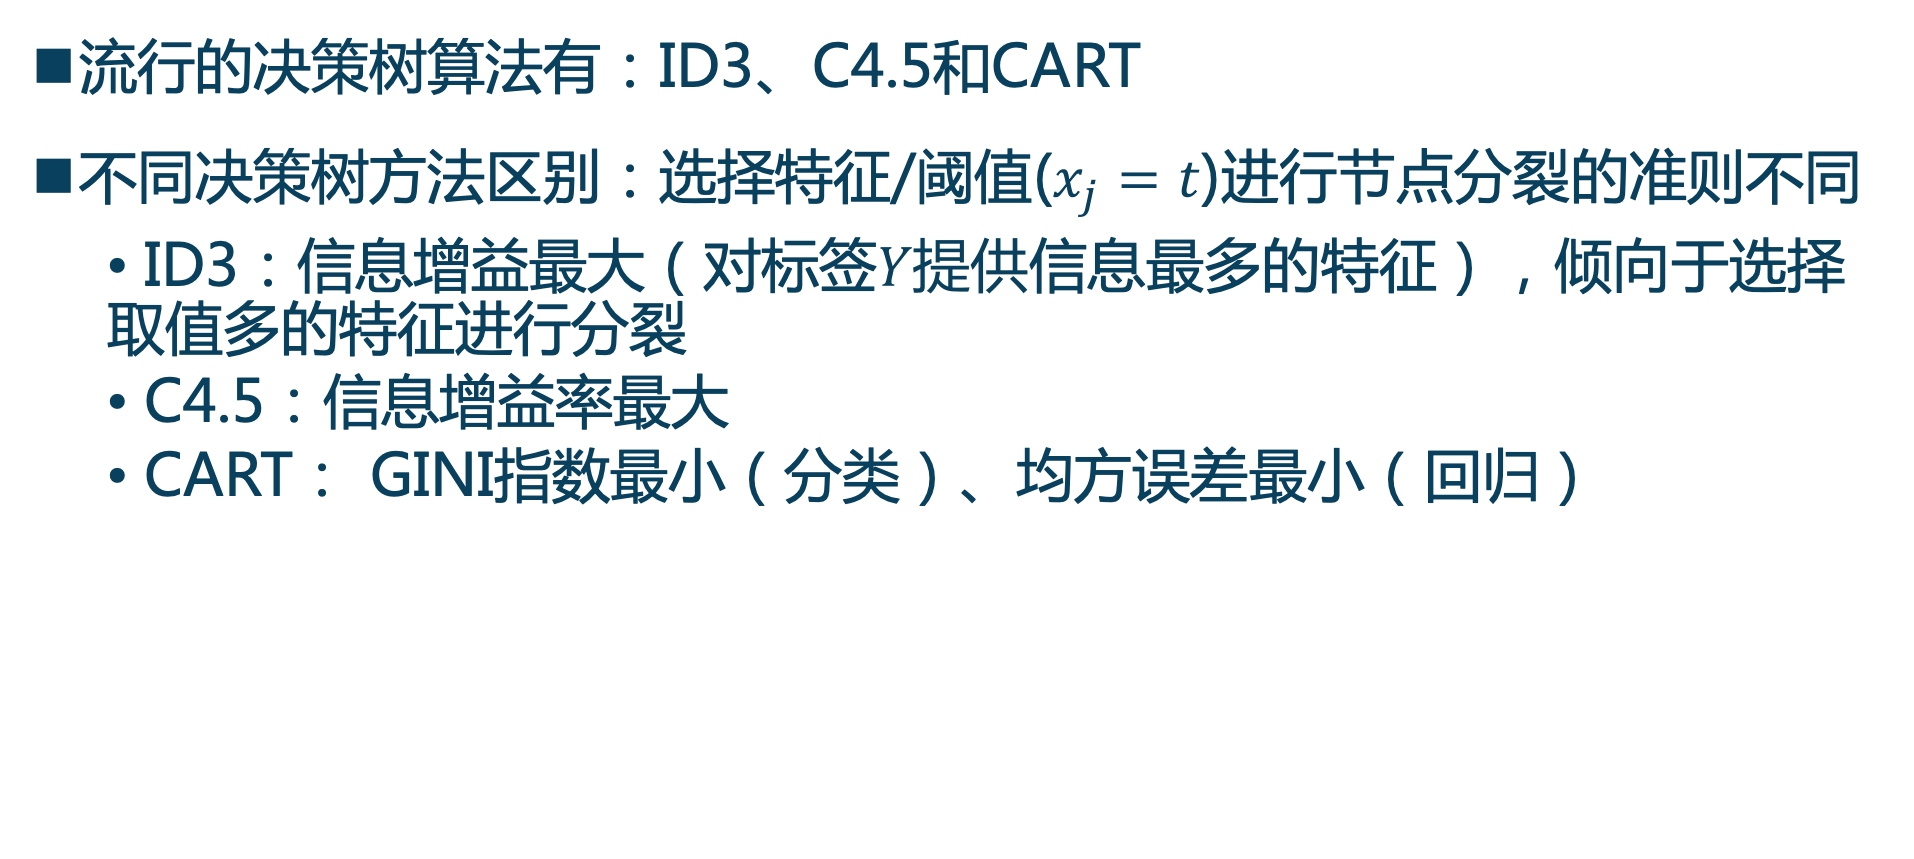 ■流行的决策树算法有：ID3、C4.5和CART
■不同决策树方法区别：选择特征/阈值(𝑥𝑗 = 𝑡)进行节点分裂的准则不同
• ID3：信息增益最大（对标签𝑌提供信息最多的特征），倾向于选择
取值多的特征进行分裂
• C4.5：信息增益率最大
• CART： GINI指数最小（分类）、均方误差最小（回归）